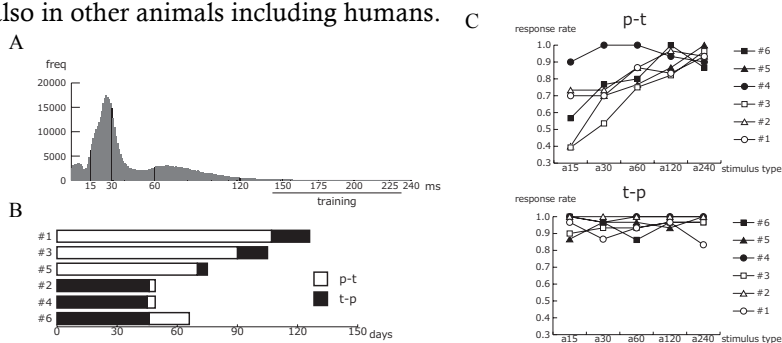 also in other animals including humans.
A
freq
20000
15000
10000
5000
0
15 30 60 120 150 175 200 225 240 ms
training
B
#1
#3
#5
#2
#4
#6
p-t
t-p
0 30 60 90 120 150 days
C
response rate p-t
1.0
0.9
0.8
0.7
0.6
0.5
0.4
0.3
a15 a30 a60 a120 a240 stimulus type
#6
#5
#4
#3
#2
#1
response rate t-p
1.0
0.9
0.8
0.7
0.6
0.5
0.4
0.3
a15 a30 a60 a120 a240 stimulus type
#6
#5
#4
#3
#2
#1